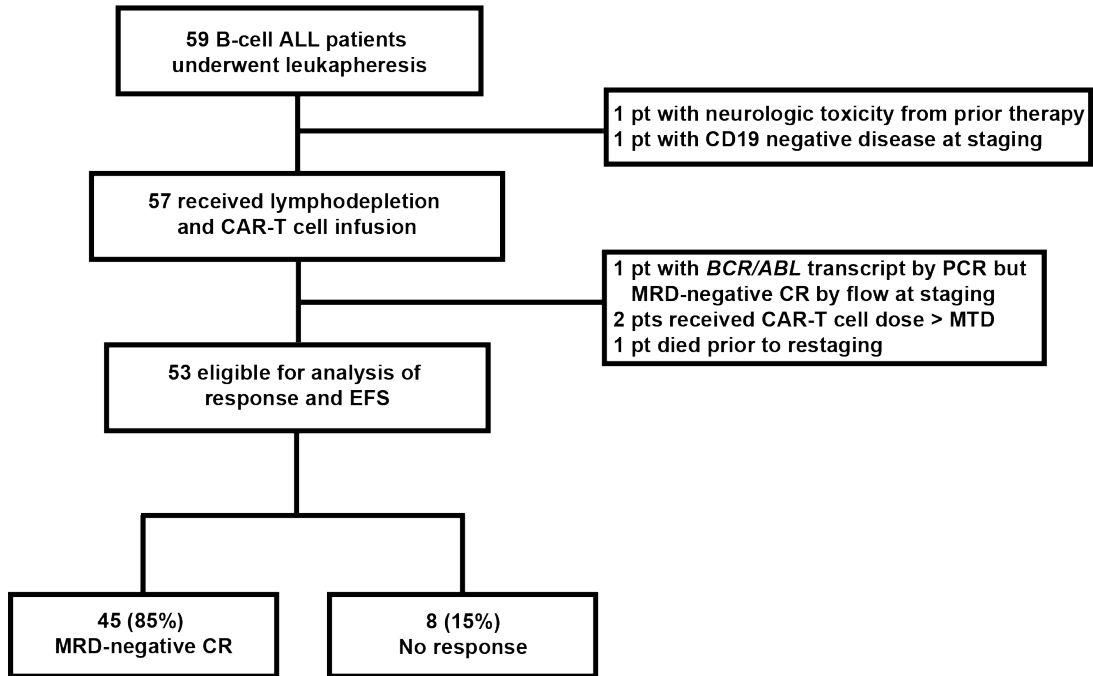 59 B-cell ALL patients
underwent leukapheresis
1 pt with neurologic toxicity from prior therapy
1 pt with CD19 negative disease at staging
57 received lymphodepletion
and CAR-T cell infusion
1 pt with BCR/ABL transcript by PCR but
MRD-negative CR by flow at staging
2 pts received CAR-T cell dose > MTD
1 pt died prior to restaging
53 eligible for analysis of
response and EFS
45 (85%)
MRD-negative CR
8 (15%)
No response